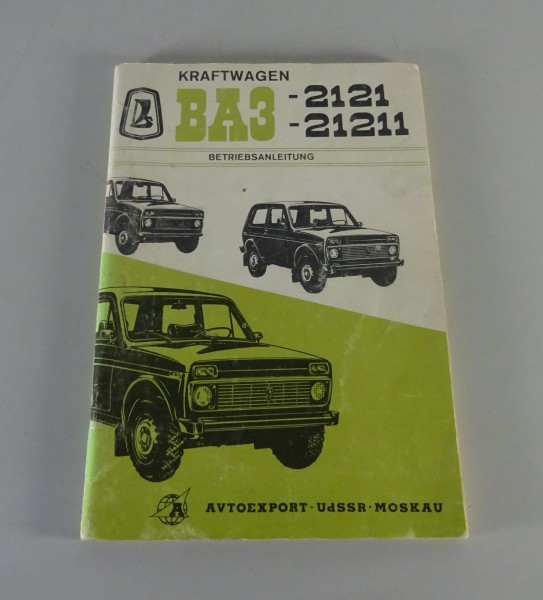 KRAFTWAGEN
ВАЗ -2121
-21211
BETRIEBSANLEITUNG
A AVTOEXPORT · UdSSR · MOSKAU